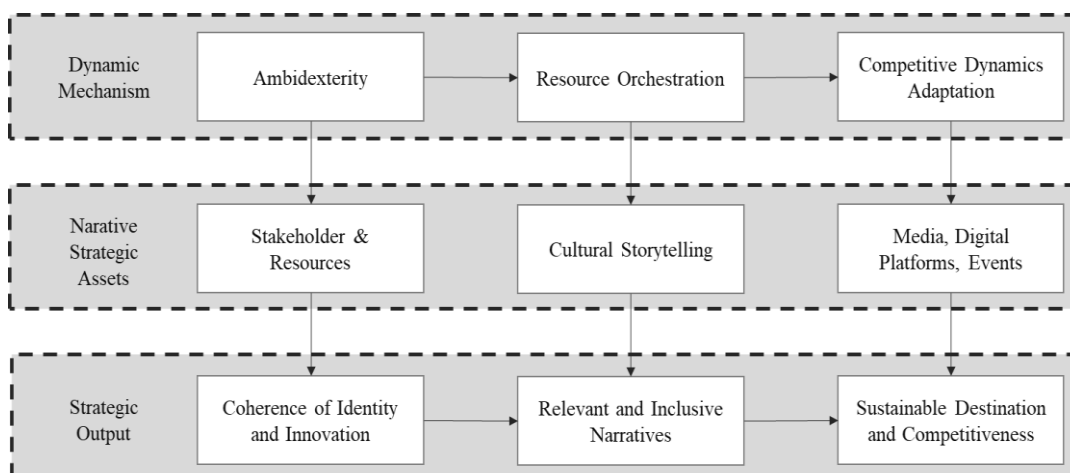 Dynamic
Mechanism
Ambidexterity
Resource Orchestration
Competitive Dynamics
Adaptation
Narative
Strategic
Assets
Stakeholder &
Resources
Cultural Storytelling
Media, Digital
Platforms, Events
Strategic
Output
Coherence of Identity
and Innovation
Relevant and Inclusive
Narratives
Sustainable Destination
and Competitiveness